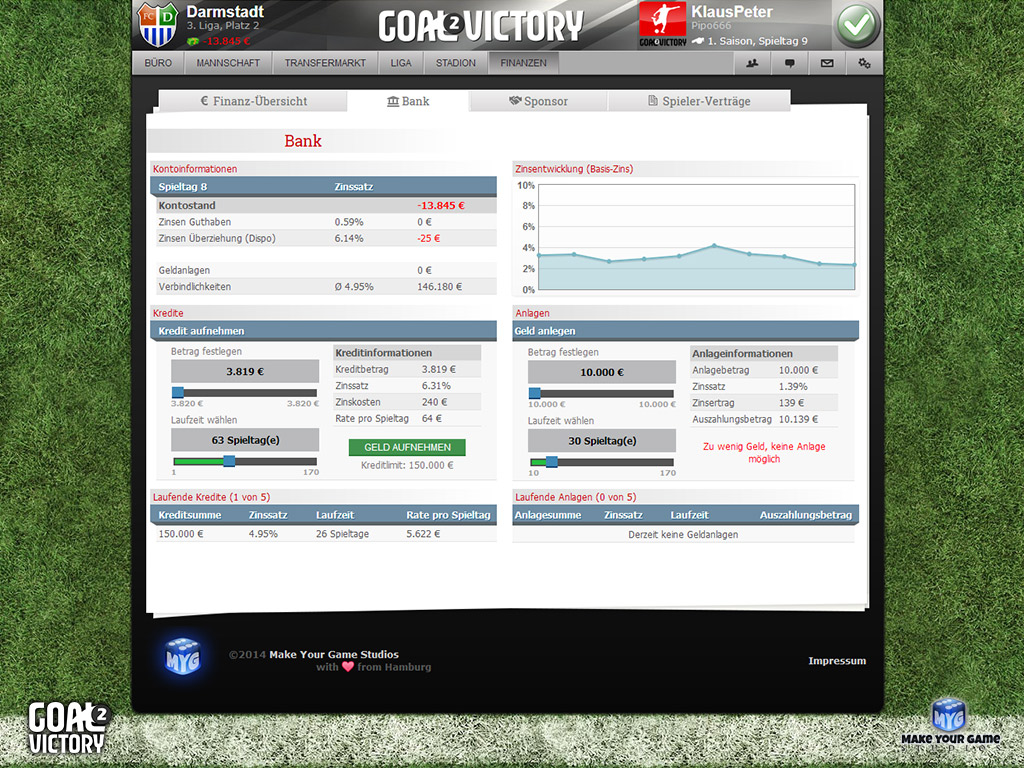 FC D
Darmstadt
3. Liga, Platz 2
-13.845 €
GOAL 2 VICTORY
GOAL 2 VICTORY
KlausPeter
Pipo666
1. Saison, Spieltag 9
BÜRO MANNSCHAFT TRANSFERMARKT LIGA STADION FINANZEN
€ Finanz-Übersicht Bank Sponsor Spieler-Verträge
Bank
Kontoinformationen
Spieltag 8 Zinssatz
Kontostand -13.845 €
Zinsen Guthaben 0.59% 0 €
Zinsen Überziehung (Dispo) 6.14% -25 €
Geldanlagen 0 €
Verbindlichkeiten Ø 4.95% 146.180 €
Zinsentwicklung (Basis-Zins)
10%
8%
6%
4%
2%
0%
Kredite
Kredit aufnehmen
Betrag festlegen
3.819 €
3.820 € 3.820 €
Laufzeit wählen
63 Spieltag(e)
1 170
Kreditinformationen
Kreditbetrag 3.819 €
Zinssatz 6.31%
Zinskosten 240 €
Rate pro Spieltag 64 €
GELD AUFNEHMEN
Kreditlimit: 150.000 €
Anlagen
Geld anlegen
Betrag festlegen
10.000 €
10.000 € 10.000 €
Laufzeit wählen
30 Spieltag(e)
10 170
Anlageinformationen
Anlagebetrag 10.000 €
Zinssatz 1.39%
Zinsertrag 139 €
Auszahlungsbetrag 10.139 €
Zu wenig Geld, keine Anlage
möglich
Laufende Kredite (1 von 5)
Kreditsumme Zinssatz Laufzeit Rate pro Spieltag
150.000 € 4.95% 26 Spieltage 5.622 €
Laufende Anlagen (0 von 5)
Anlagesumme Zinssatz Laufzeit Auszahlungsbetrag
Derzeit keine Geldanlagen
MYG
©2014 Make Your Game Studios
with ❤ from Hamburg
Impressum
GOAL 2
VICTORY
MYG
MAKE YOUR GAME
STUDIOS